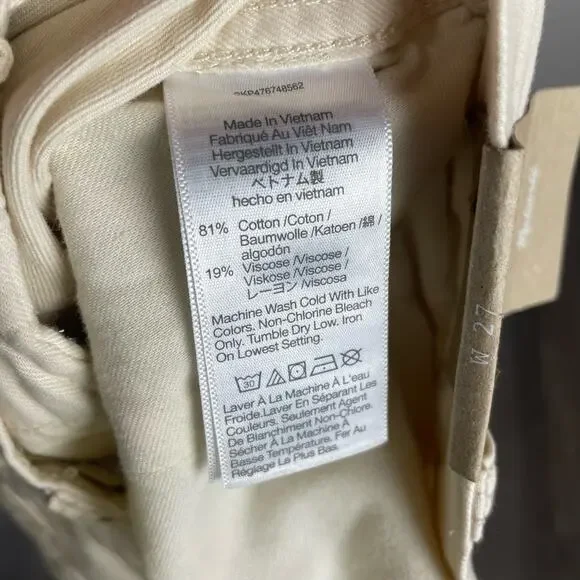 KP476748562
Made In Vietnam
Fabriqué Au Viêt Nam
Hergestellt In Vietnam
Vervaardigd In Vietnam
ベトナム製
hecho en vietnam
81% Cotton /Coton /
Baumwolle /Katoen /綿 /
algodón
19% Viscose /Viscose /
Viskose /Viscose /
レーヨン /viscosa
Machine Wash Cold With Like
Colors. Non-Chlorine Bleach
Only. Tumble Dry Low. Iron
On Lowest Setting.
30
Laver À La Machine À L'eau
Froide.Laver En Séparant Les
Couleurs. Seulement Agent
De Blanchiment Non-Chlore.
Sécher À La Machine À
Basse Température. Fer Au
Réglage Le Plus Bas.
W 27